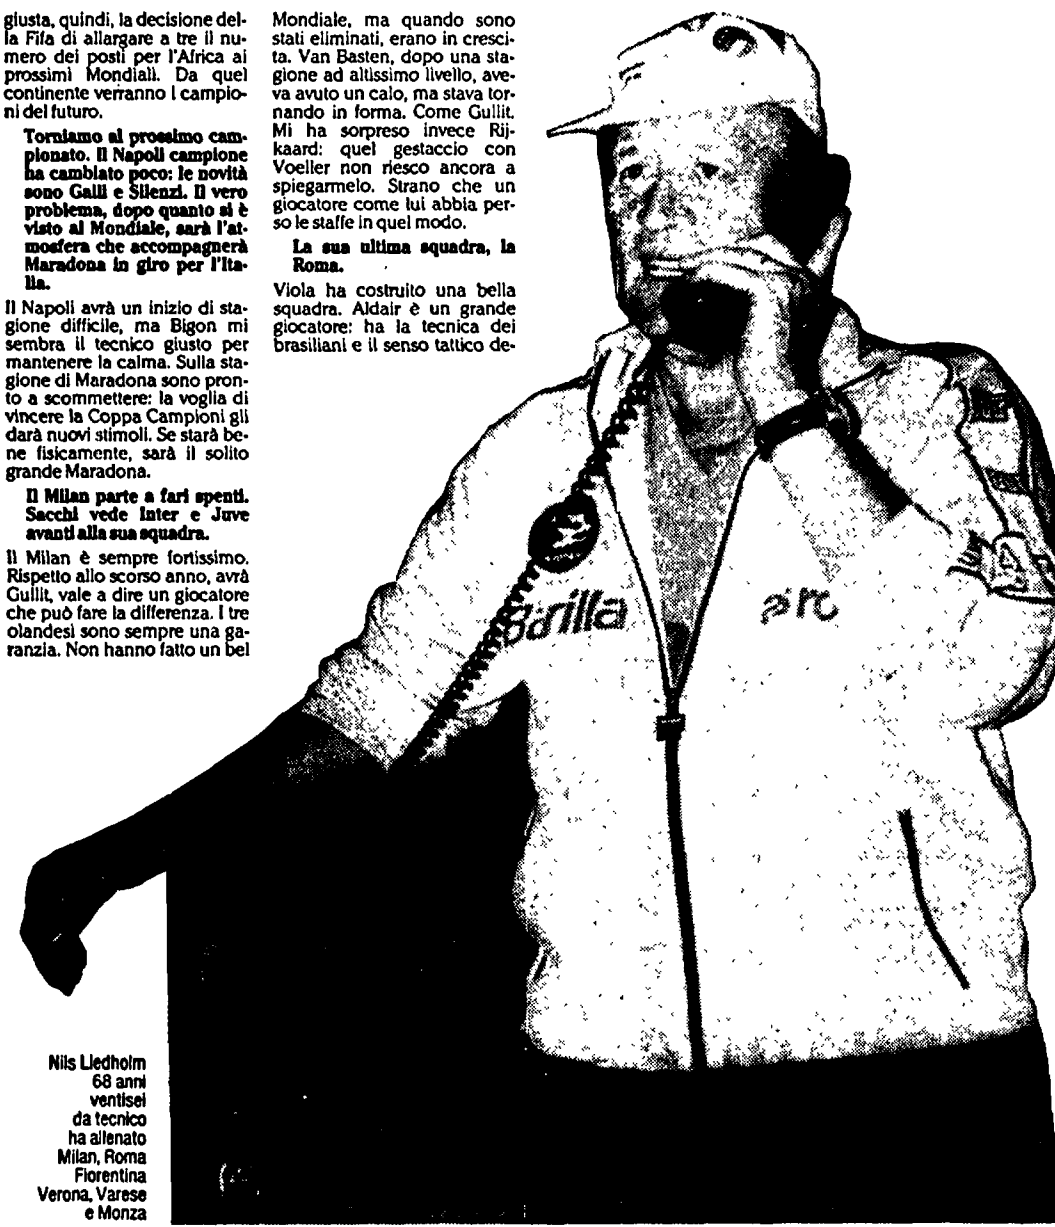 giusta, quindi, la decisione del-
la Fifa di allargare a tre il nu-
mero dei posti per l'Africa ai
prossimi Mondiali. Da quel
continente verranno i campio-
ni del futuro.
Torniamo al prossimo cam-
pionato. Il Napoli campione
ha cambiato poco: le novità
sono Galli e Silenzi. Il vero
problema, dopo quanto si è
visto al Mondiale, sarà l'at-
mosfera che accompagnerà
Maradona in giro per l'Ita-
lia.
Il Napoli avrà un inizio di sta-
gione difficile, ma Bigon mi
sembra il tecnico giusto per
mantenere la calma. Sulla sta-
gione di Maradona sono pron-
to a scommettere: la voglia di
vincere la Coppa Campioni gli
darà nuovi stimoli. Se starà be-
ne fisicamente, sarà il solito
grande Maradona.
Il Milan parte a fari spenti.
Sacchi vede Inter e Juve
avanti alla sua squadra.
Il Milan è sempre fortissimo.
Rispetto allo scorso anno, avrà
Gullit, vale a dire un giocatore
che può fare la differenza. I tre
olandesi sono sempre una ga-
ranzia. Non hanno fatto un bel
Mondiale, ma quando sono
stati eliminati, erano in cresci-
ta. Van Basten, dopo una sta-
gione ad altissimo livello, ave-
va avuto un calo, ma stava tor-
nando in forma. Come Gullit.
Mi ha sorpreso invece Rij-
kaard: quel gestaccio con
Voeller non riesco ancora a
spiegarmelo. Strano che un
giocatore come lui abbia per-
so le staffe in quel modo.
La sua ultima squadra, la
Roma.
Viola ha costruito una bella
squadra. Aldair è un grande
giocatore: ha la tecnica dei
brasiliani e il senso tattico de-
Barilla
Nils Liedholm
68 anni
ventisei
da tecnico
ha allenato
Milan, Roma
Fiorentina
Verona, Varese
e Monza